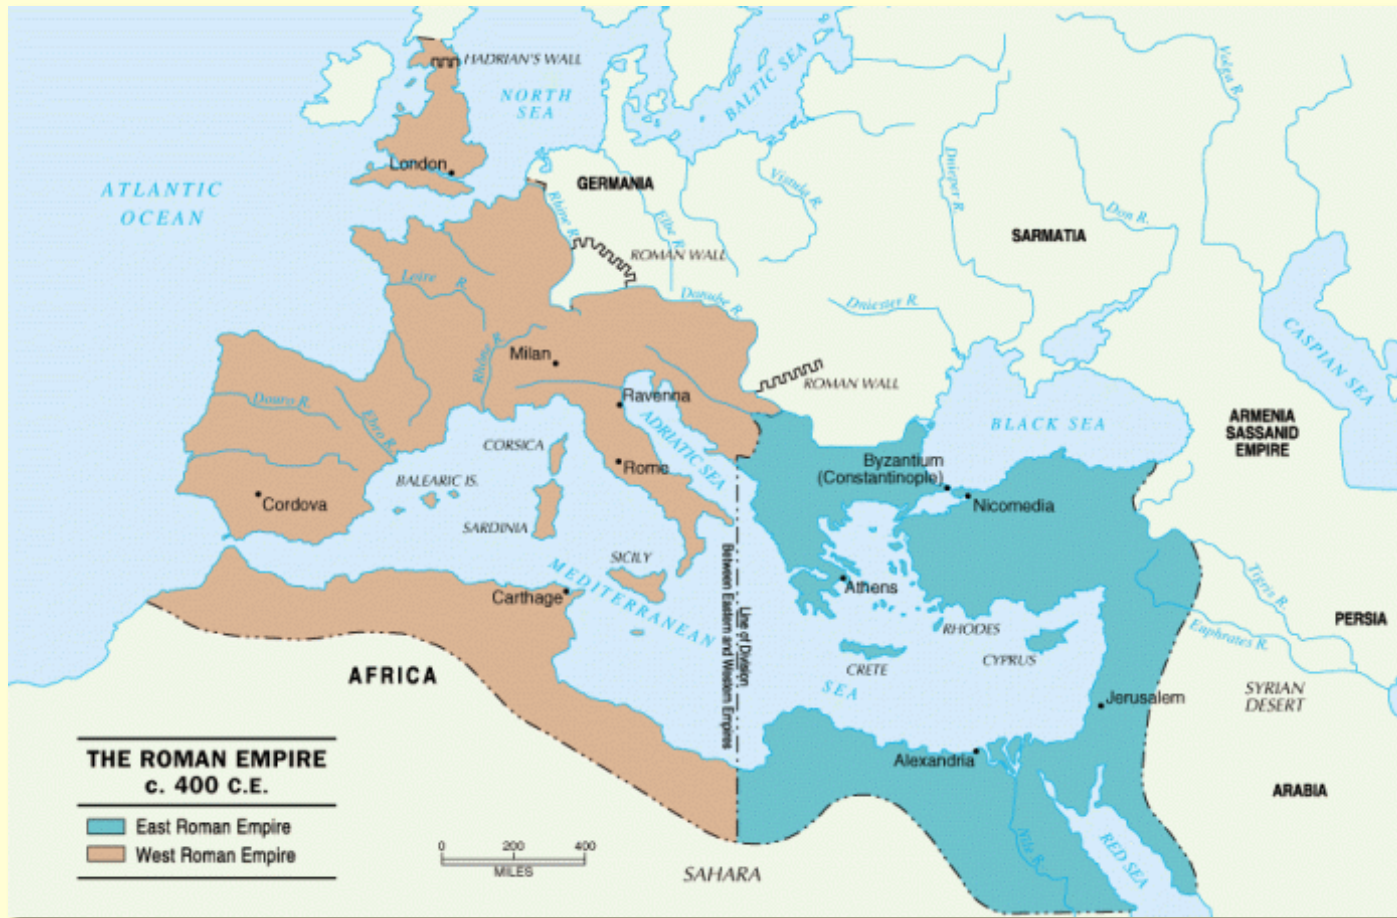 HADRIAN'S WALL
NORTH
SEA
BALTIC SEA
Volga R.
London
ATLANTIC
OCEAN
GERMANIA
Rhine R.
Elbe R.
Vistula R.
Dnieper R.
Don R.
SARMATIA
ROMAN WALL
Loire R.
Danube R.
Dniester R.
CASPIAN SEA
Rhône R.
Milan
ROMAN WALL
Ravenna
Douro R.
Ebro R.
ADRIATIC SEA
BLACK SEA
ARMENIA
SASSANID
EMPIRE
CORSICA
Rome
Byzantium
(Constantinople)
BALEARIC IS.
Cordova
Nicomedia
SARDINIA
SICILY
MEDITERRANEAN
SEA
Carthage
Athens
Tigris R.
Line of Division
Between Eastern and Western Empires
RHODES
PERSIA
Euphrates R.
CRETE
CYPRUS
AFRICA
Jerusalem
SYRIAN
DESERT
THE ROMAN EMPIRE
c. 400 C.E.
Alexandria
ARABIA
East Roman Empire
West Roman Empire
0 200 400
MILES
SAHARA
Nile R.
RED SEA